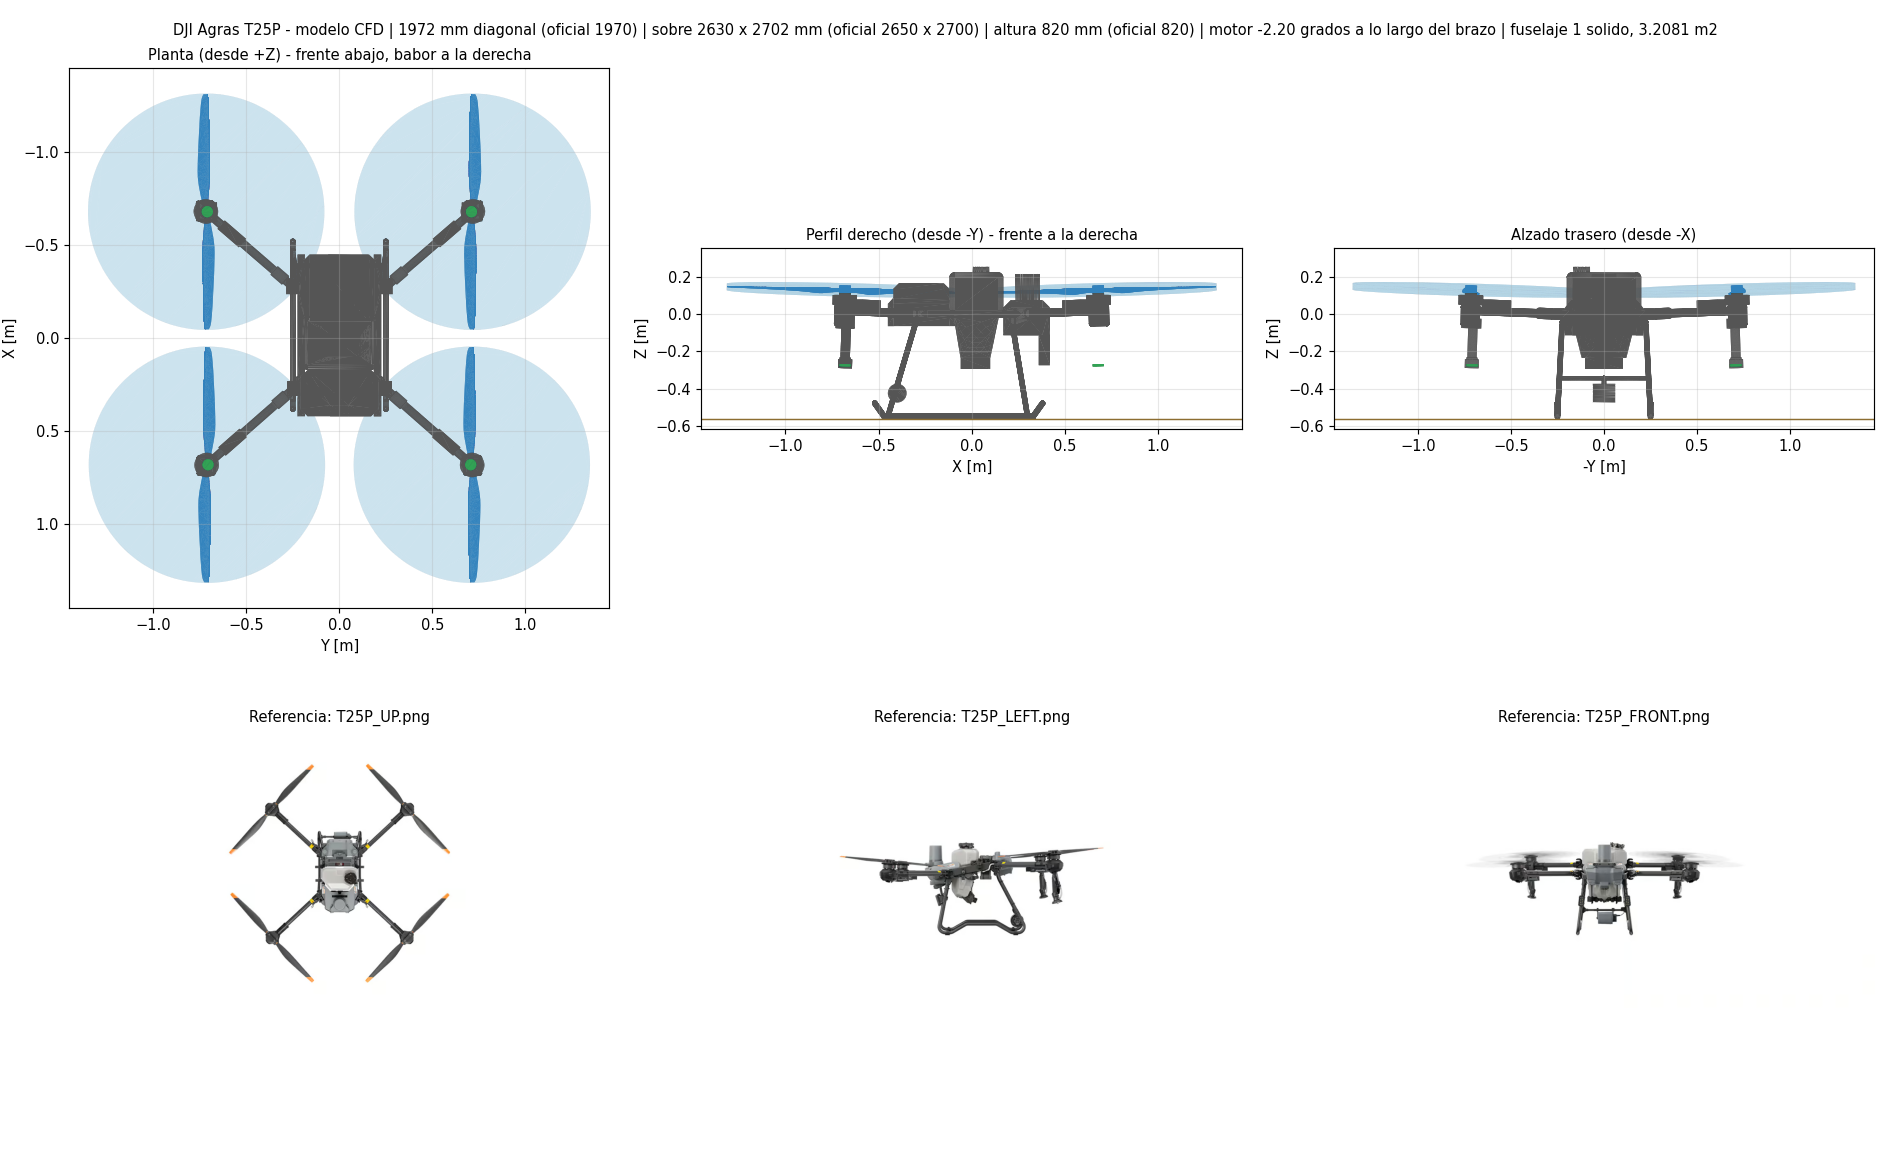 DJI Agras T25P - modelo CFD | 1972 mm diagonal (oficial 1970) | sobre 2630 x 2702 mm (oficial 2650 x 2700) | altura 820 mm (oficial 820) | motor -2.20 grados a lo largo del brazo | fuselaje 1 solido, 3.2081 m2
Planta (desde +Z) - frente abajo, babor a la derecha
−1.0
−0.5
0.0
0.5
1.0
X [m]
−1.0 −0.5 0.0 0.5 1.0
Y [m]
Perfil derecho (desde -Y) - frente a la derecha
0.2
0.0
−0.2
−0.4
−0.6
Z [m]
−1.0 −0.5 0.0 0.5 1.0
X [m]
Alzado trasero (desde -X)
0.2
0.0
−0.2
−0.4
−0.6
Z [m]
−1.0 −0.5 0.0 0.5 1.0
-Y [m]
Referencia: T25P_UP.png
Referencia: T25P_LEFT.png
Referencia: T25P_FRONT.png